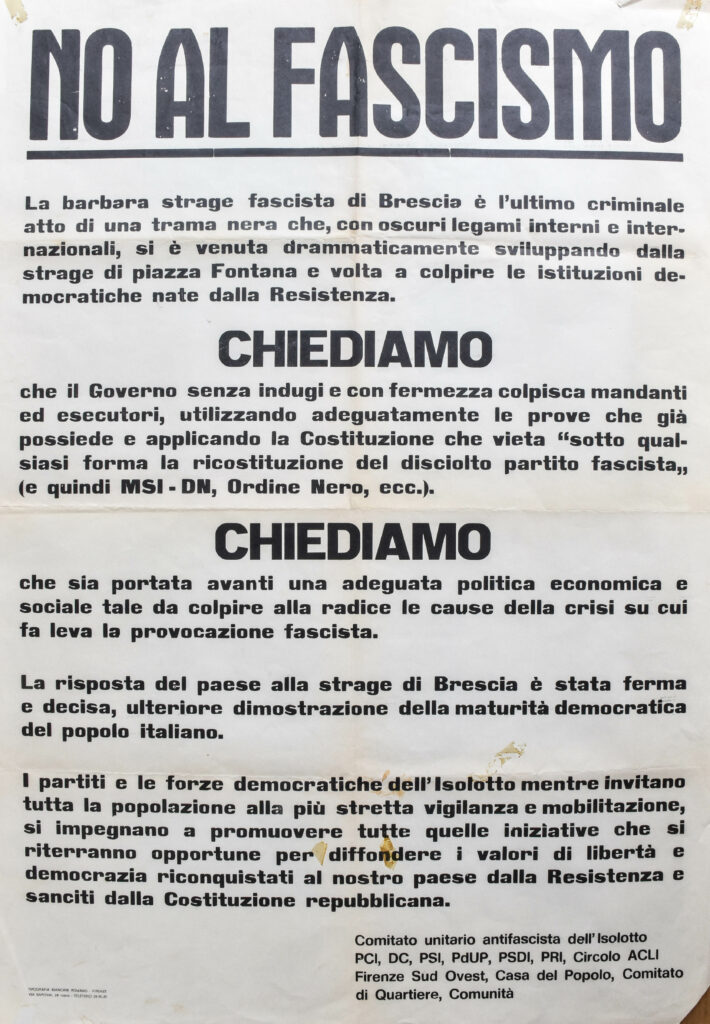 NO AL FASCISMO
La barbara strage fascista di Brescia è l'ultimo criminale
atto di una trama nera che, con oscuri legami interni e inter-
nazionali, si è venuta drammaticamente sviluppando dalla
strage di piazza Fontana e volta a colpire le istituzioni de-
mocratiche nate dalla Resistenza.
CHIEDIAMO
che il Governo senza indugi e con fermezza colpisca mandanti
ed esecutori, utilizzando adeguatamente le prove che già
possiede e applicando la Costituzione che vieta “sotto qual-
siasi forma la ricostituzione del disciolto partito fascista„
(e quindi MSI - DN, Ordine Nero, ecc.).
CHIEDIAMO
che sia portata avanti una adeguata politica economica e
sociale tale da colpire alla radice le cause della crisi su cui
fa leva la provocazione fascista.
La risposta del paese alla strage di Brescia è stata ferma
e decisa, ulteriore dimostrazione della maturità democratica
del popolo italiano.
I partiti e le forze democratiche dell'Isolotto mentre invitano
tutta la popolazione alla più stretta vigilanza e mobilitazione,
si impegnano a promuovere tutte quelle iniziative che si
riterranno opportune per diffondere i valori di libertà e
democrazia riconquistati al nostro paese dalla Resistenza e
sanciti dalla Costituzione repubblicana.
Comitato unitario antifascista dell'Isolotto
PCI, DC, PSI, PdUP, PSDI, PRI, Circolo ACLI
Firenze Sud Ovest, Casa del Popolo, Comitato
di Quartiere, Comunità